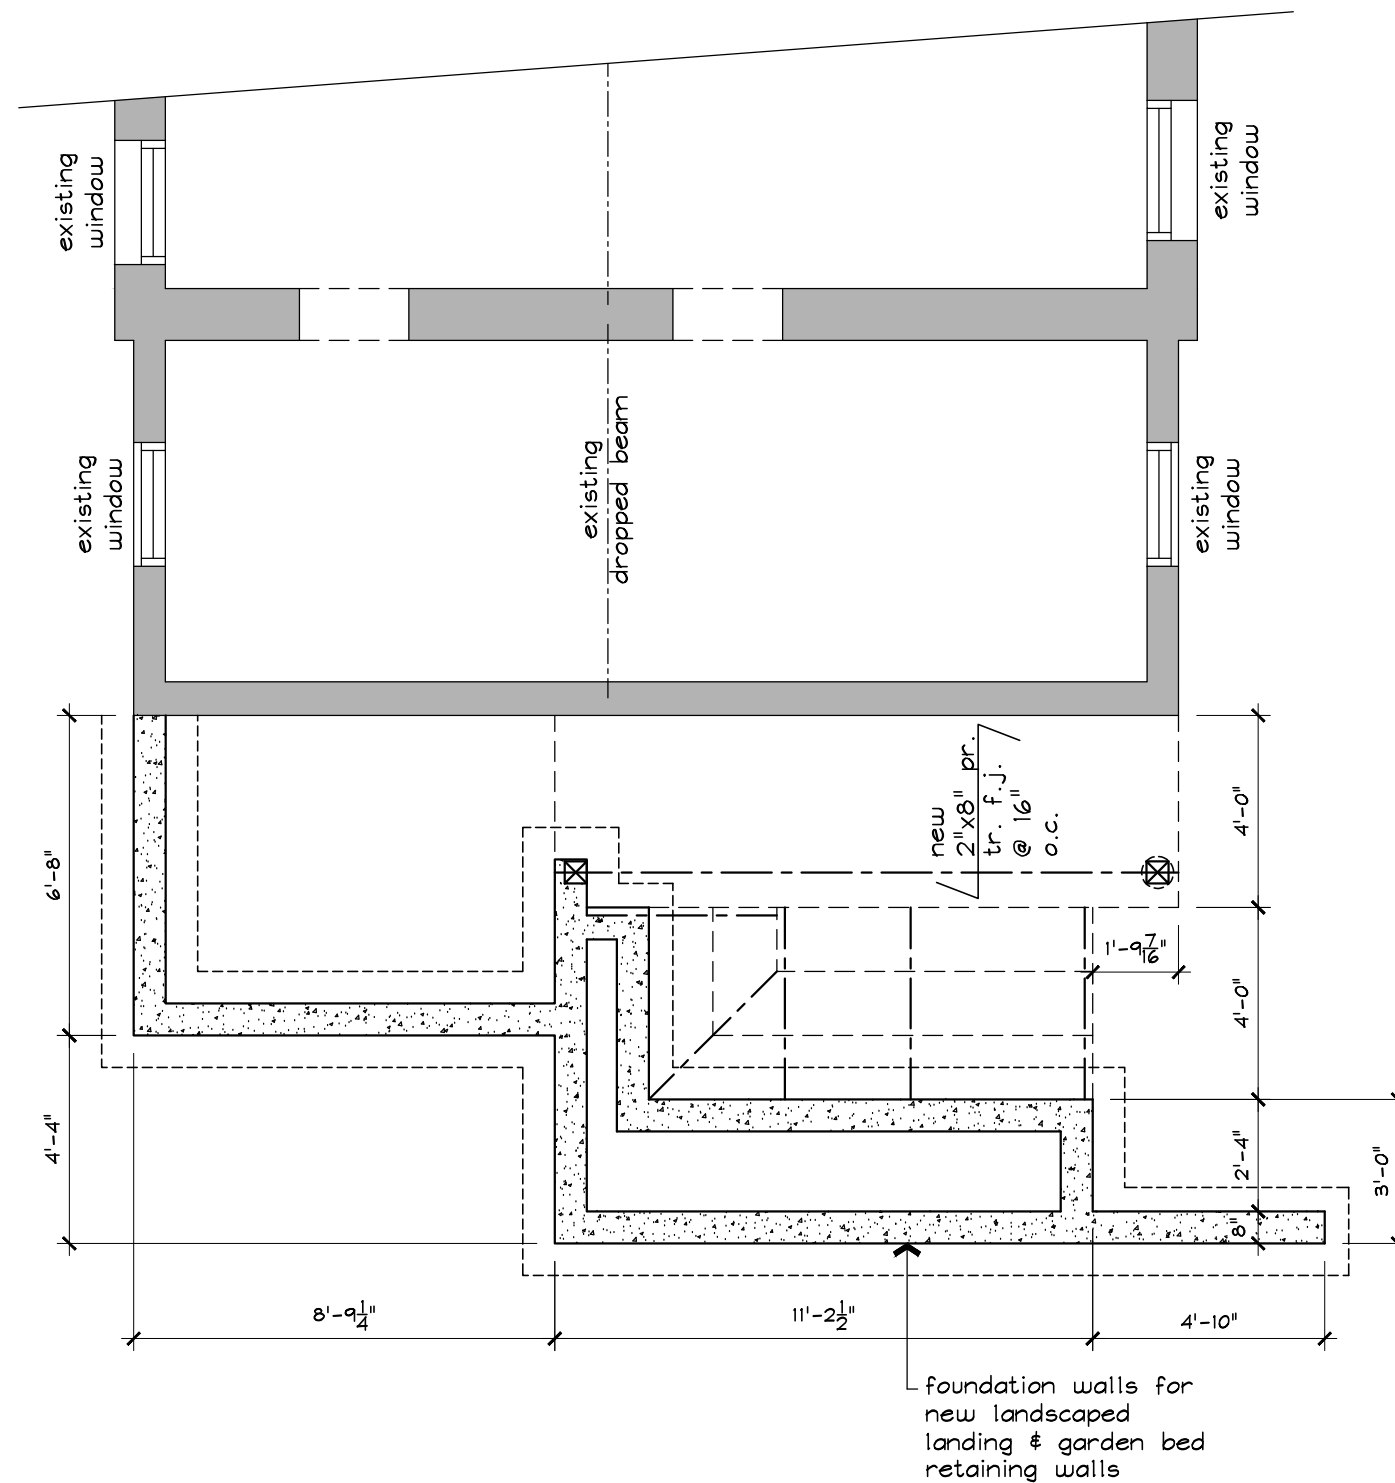 existing
window
existing
window
existing
window
existing
dropped beam
existing
window
new
2"x8" pr.
tr. f.j.
@ 16"
o.c.
4'-0"
6'-8"
1'-9 7/16"
4'-0"
4'-4"
2'-4"
3'-0"
8"
8'-9 1/4"
11'-2 1/2"
4'-10"
foundation walls for
new landscaped
landing & garden bed
retaining walls